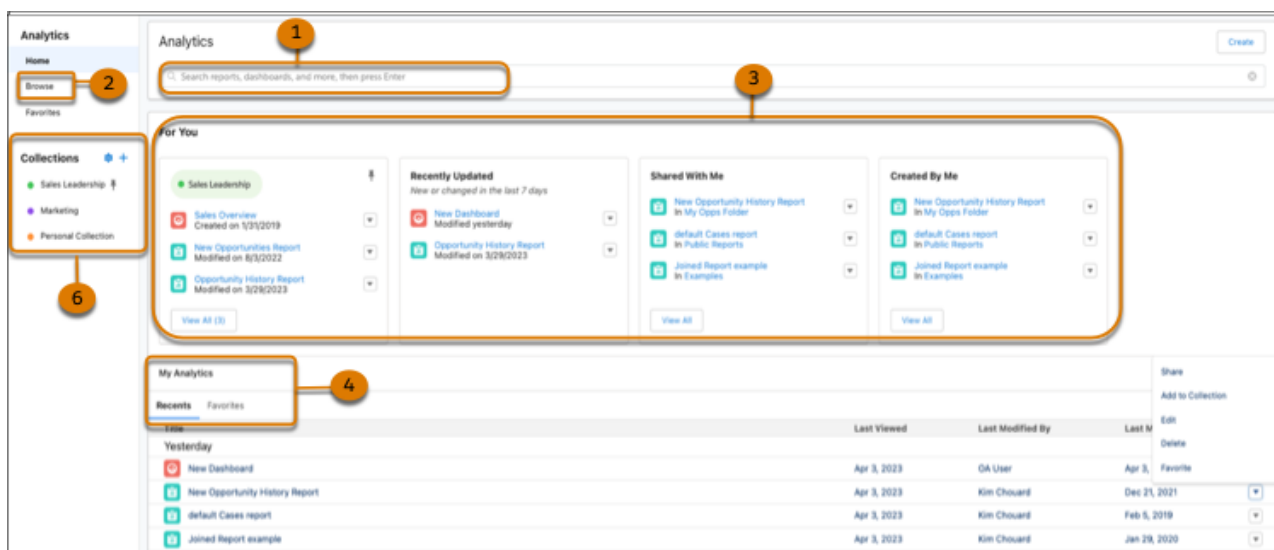 Analytics
Home
Browse
Favorites
Collections
Sales Leadership
Marketing
Personal Collection
2
6
Analytics
1
Create
Search reports, dashboards, and more, then press Enter
3
For You
Sales Leadership
Sales Overview
Created on 1/31/2019
New Opportunities Report
Modified on 8/3/2022
Opportunity History Report
Modified on 3/29/2023
View All (3)
Recently Updated
New or changed in the last 7 days
New Dashboard
Modified yesterday
Opportunity History Report
Modified on 3/29/2023
Shared With Me
New Opportunity History Report
In My Opps Folder
default Cases report
In Public Reports
Joined Report example
In Examples
View All
Created By Me
New Opportunity History Report
In My Opps Folder
default Cases report
In Public Reports
Joined Report example
In Examples
View All
My Analytics
4
Recents Favorites
Title Last Viewed Last Modified By Last M
Yesterday
New Dashboard Apr 3, 2023 OA User Apr 3,
New Opportunity History Report Apr 3, 2023 Kim Chouard Dec 21, 2021
default Cases report Apr 3, 2023 Kim Chouard Feb 5, 2019
Joined Report example Apr 3, 2023 Kim Chouard Jan 29, 2020
Share
Add to Collection
Edit
Delete
Favorite